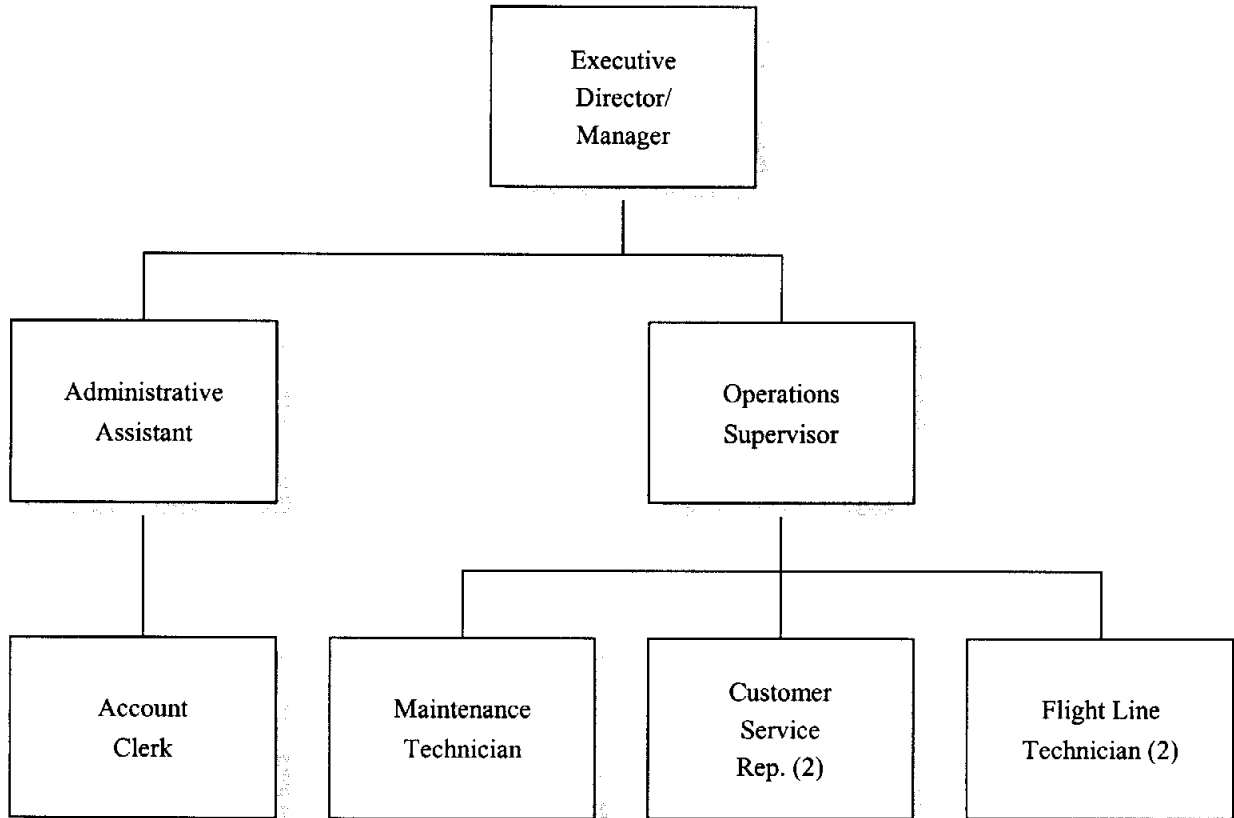 Executive
Director/
Manager
Administrative
Assistant
Operations
Supervisor
Account
Clerk
Maintenance
Technician
Customer
Service
Rep. (2)
Flight Line
Technician (2)